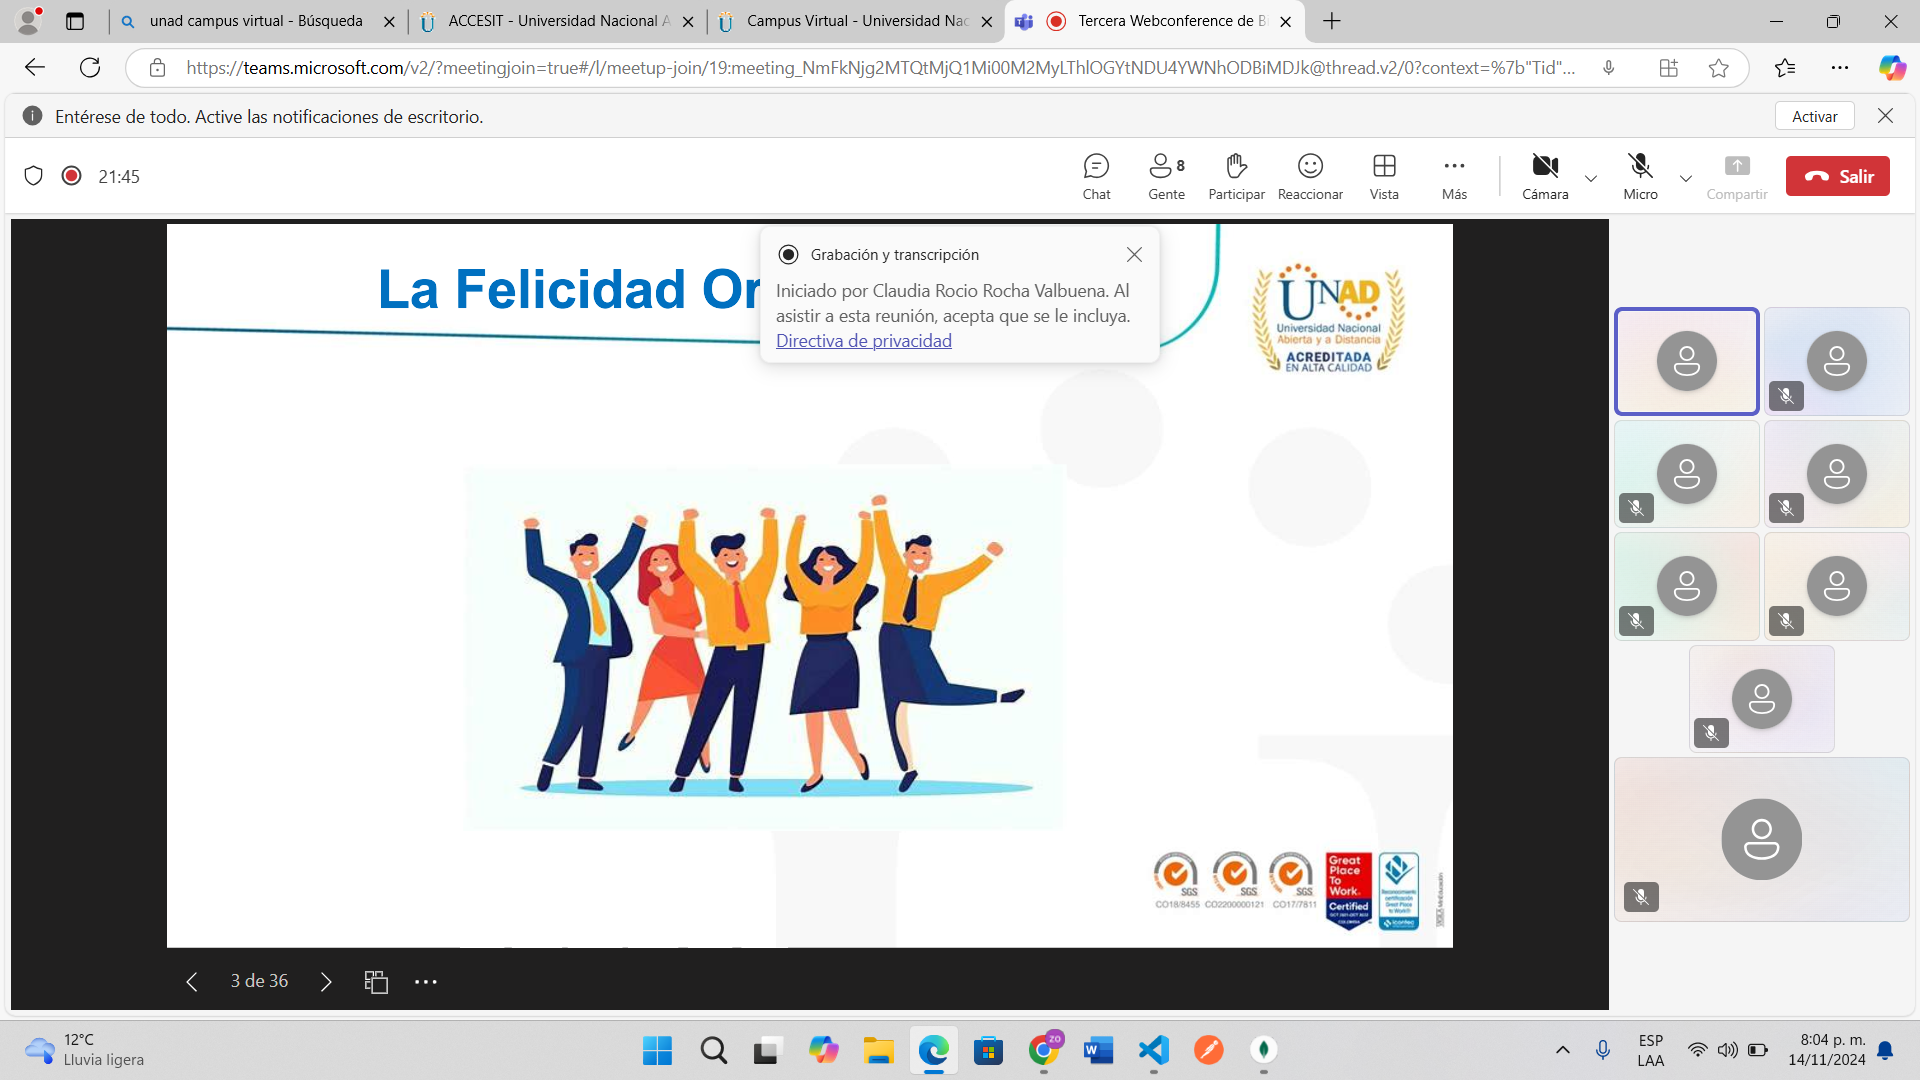 unad campus virtual - Búsqueda
ACCESIT - Universidad Nacional A
Campus Virtual - Universidad Nac
Tercera Webconference de Bi
https://teams.microsoft.com/v2/?meetingjoin=true#/l/meetup-join/19:meeting_NmFkNjg2MTQtMjQ1Mi00M2MyLThlOGYtNDU4YWNhODBiMDJk@thread.v2/0?context=%7b"Tid"...
Entérese de todo. Active las notificaciones de escritorio.
Activar
21:45
Chat
Gente
8
Participar
Reaccionar
Vista
Más
Cámara
Micro
Compartir
Salir
La Felicidad Or
Grabación y transcripción
Iniciado por Claudia Rocio Rocha Valbuena. Al
asistir a esta reunión, acepta que se le incluya.
Directiva de privacidad
UNAD
Universidad Nacional
Abierta y a Distancia
ACREDITADA
EN ALTA CALIDAD
SGS
SGS
SGS
CO18/8455
CO2200000121
CO17/7811
Great
Place
To
Work.
Certified
COLOMBIA
icontec
3 de 36
12°C
Lluvia ligera
zo
W
ESP
LAA
8:04 p. m.
14/11/2024